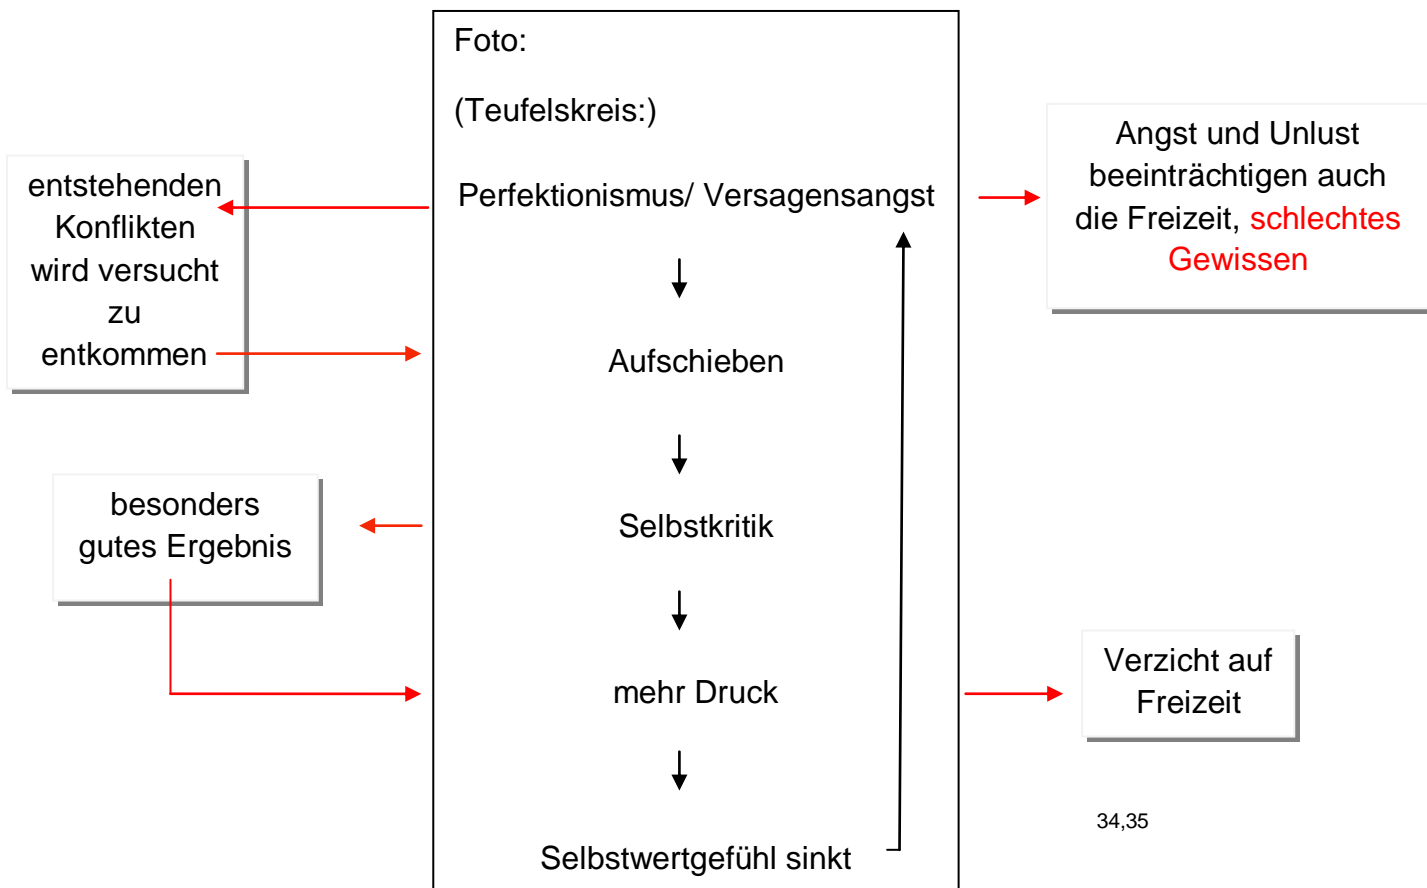 Foto:
(Teufelskreis:)
Perfektionismus/ Versagensangst
Aufschieben
Selbstkritik
mehr Druck
Selbstwertgefühl sinkt
entstehenden
Konflikten
wird versucht
zu
entkommen
besonders
gutes Ergebnis
Angst und Unlust
beeinträchtigen auch
die Freizeit, schlechtes
Gewissen
Verzicht auf
Freizeit
34,35